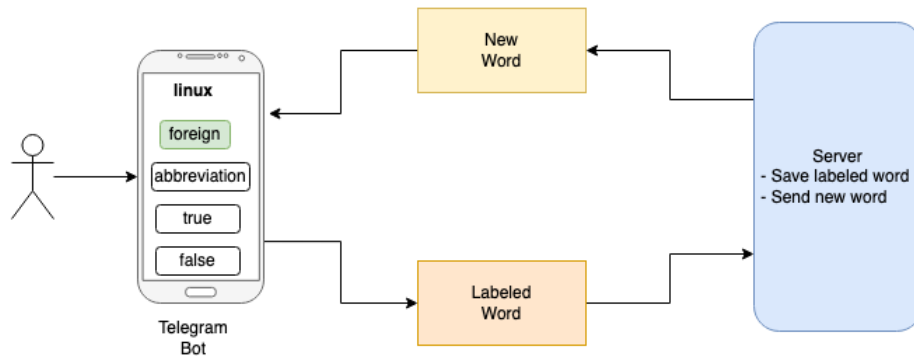 linux
foreign
abbreviation
true
false
Telegram
Bot
New
Word
Labeled
Word
Server
- Save labeled word
- Send new word